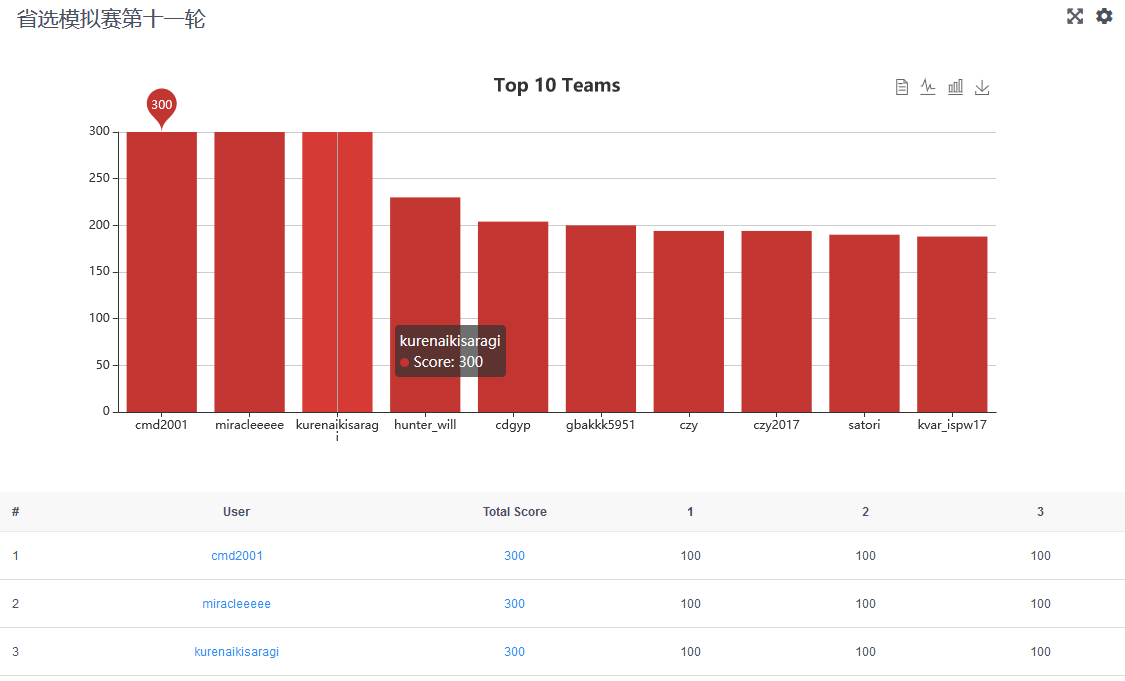 省选模拟赛第十一轮
Top 10 Teams
300
300
250
200
150
100
50
0
kurenaikisaragi
Score: 300
cmd2001 miracleeeee kurenaikisarag hunter_will cdgyp gbakkk5951 czy czy2017 satori kvar_ispw17
i
# User Total Score 1 2 3
1 cmd2001 300 100 100 100
2 miracleeeee 300 100 100 100
3 kurenaikisaragi 300 100 100 100